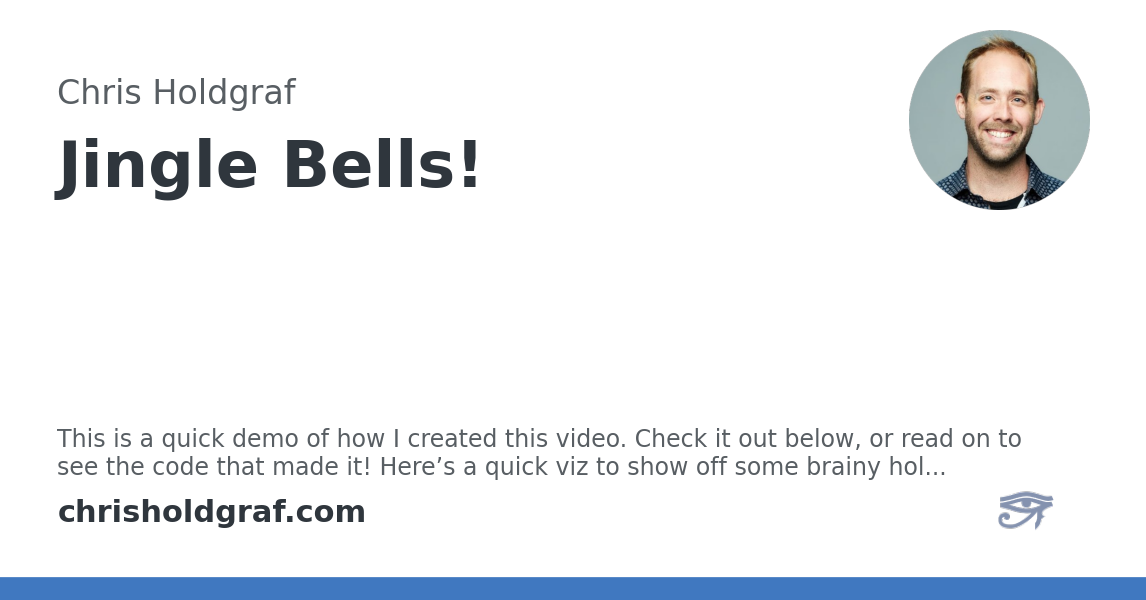 Chris Holdgraf
Jingle Bells!
This is a quick demo of how I created this video. Check it out below, or read on to
see the code that made it! Here’s a quick viz to show off some brainy hol...
chrisholdgraf.com